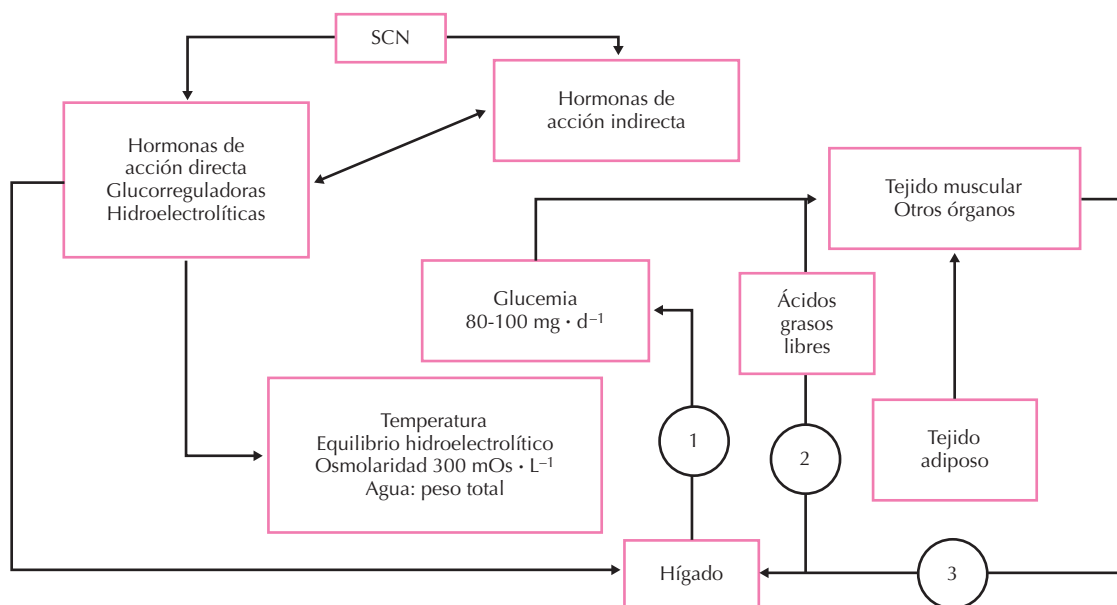 SCN
Hormonas de
acción indirecta
Hormonas de
acción directa
Glucorreguladoras
Hidroelectrolíticas
Tejido muscular
Otros órganos
Glucemia
80-100 mg · d⁻¹
Ácidos
grasos
libres
Temperatura
Equilibrio hidroelectrolítico
Osmolaridad 300 mOs · L⁻¹
Agua: peso total
1
2
Tejido
adiposo
Hígado
3